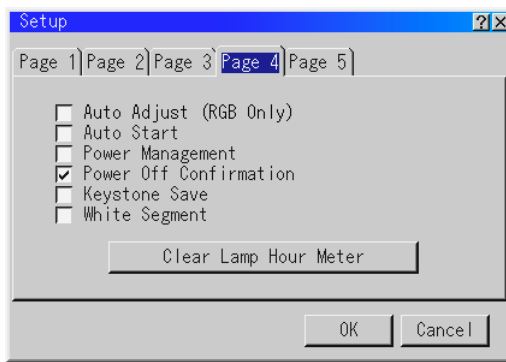 Setup ? ×
Page 1 Page 2 Page 3 Page 4 Page 5
Auto Adjust (RGB Only)
Auto Start
Power Management
Power Off Confirmation
Keystone Save
White Segment
Clear Lamp Hour Meter
OK Cancel